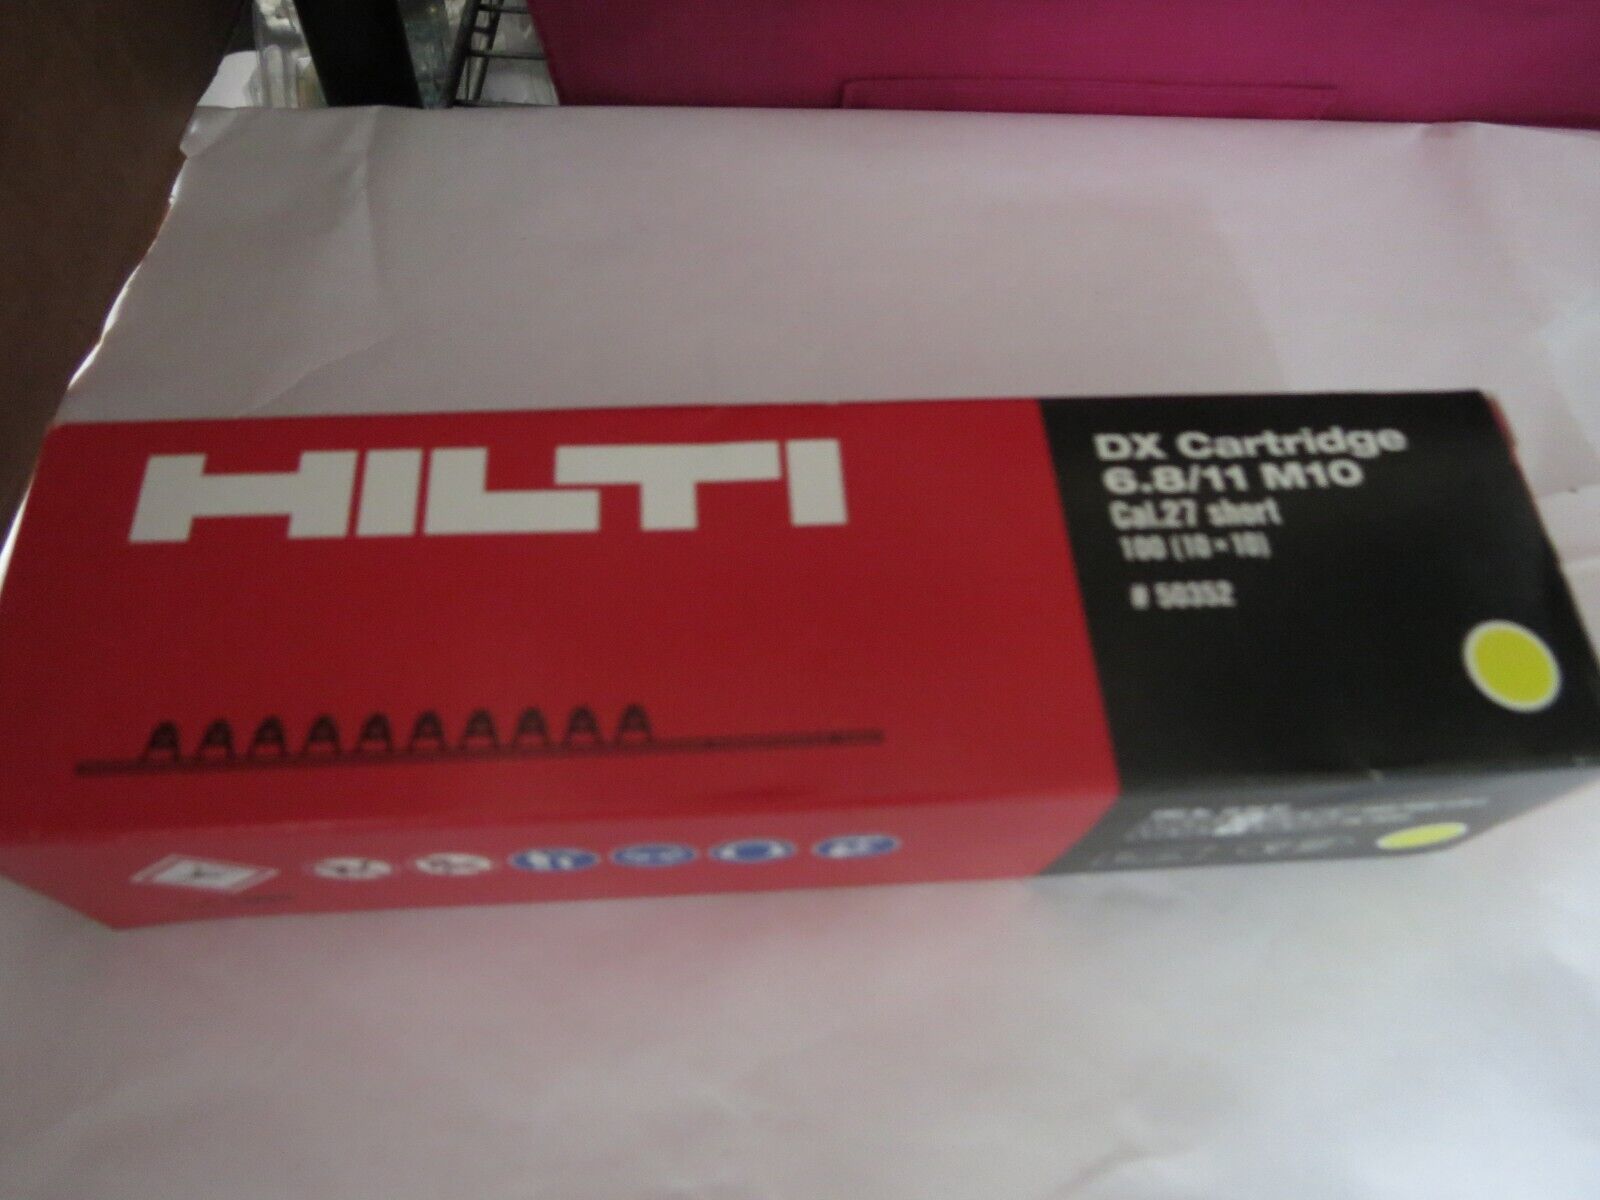 HILTI
DX Cartridge
6.8/11 M10
Cal.27 short
100 (10×10)
# 50352